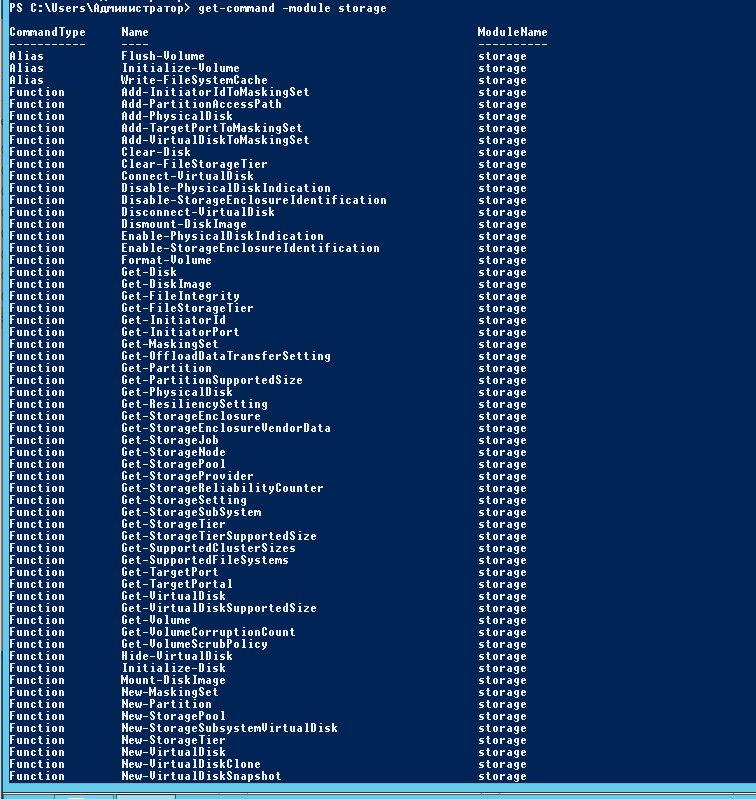 PS C:\Users\Администратор> get-command -module storage
CommandType Name ModuleName
----------- ---- ----------
Alias Flush-Volume storage
Alias Initialize-Volume storage
Alias Write-FileSystemCache storage
Function Add-InitiatorIdToMaskingSet storage
Function Add-PartitionAccessPath storage
Function Add-PhysicalDisk storage
Function Add-TargetPortToMaskingSet storage
Function Add-VirtualDiskToMaskingSet storage
Function Clear-Disk storage
Function Clear-FileStorageTier storage
Function Connect-VirtualDisk storage
Function Disable-PhysicalDiskIndication storage
Function Disable-StorageEnclosureIdentification storage
Function Disconnect-VirtualDisk storage
Function Dismount-DiskImage storage
Function Enable-PhysicalDiskIndication storage
Function Enable-StorageEnclosureIdentification storage
Function Format-Volume storage
Function Get-Disk storage
Function Get-DiskImage storage
Function Get-FileIntegrity storage
Function Get-FileStorageTier storage
Function Get-InitiatorId storage
Function Get-InitiatorPort storage
Function Get-MaskingSet storage
Function Get-OffloadDataTransferSetting storage
Function Get-Partition storage
Function Get-PartitionSupportedSize storage
Function Get-PhysicalDisk storage
Function Get-ResiliencySetting storage
Function Get-StorageEnclosure storage
Function Get-StorageEnclosureVendorData storage
Function Get-StorageJob storage
Function Get-StorageNode storage
Function Get-StoragePool storage
Function Get-StorageProvider storage
Function Get-StorageReliabilityCounter storage
Function Get-StorageSetting storage
Function Get-StorageSubSystem storage
Function Get-StorageTier storage
Function Get-StorageTierSupportedSize storage
Function Get-SupportedClusterSizes storage
Function Get-SupportedFileSystems storage
Function Get-TargetPort storage
Function Get-TargetPortal storage
Function Get-VirtualDisk storage
Function Get-VirtualDiskSupportedSize storage
Function Get-Volume storage
Function Get-VolumeCorruptionCount storage
Function Get-VolumeScrubPolicy storage
Function Hide-VirtualDisk storage
Function Initialize-Disk storage
Function Mount-DiskImage storage
Function New-MaskingSet storage
Function New-Partition storage
Function New-StoragePool storage
Function New-StorageSubsystemVirtualDisk storage
Function New-StorageTier storage
Function New-VirtualDisk storage
Function New-VirtualDiskClone storage
Function New-VirtualDiskSnapshot storage